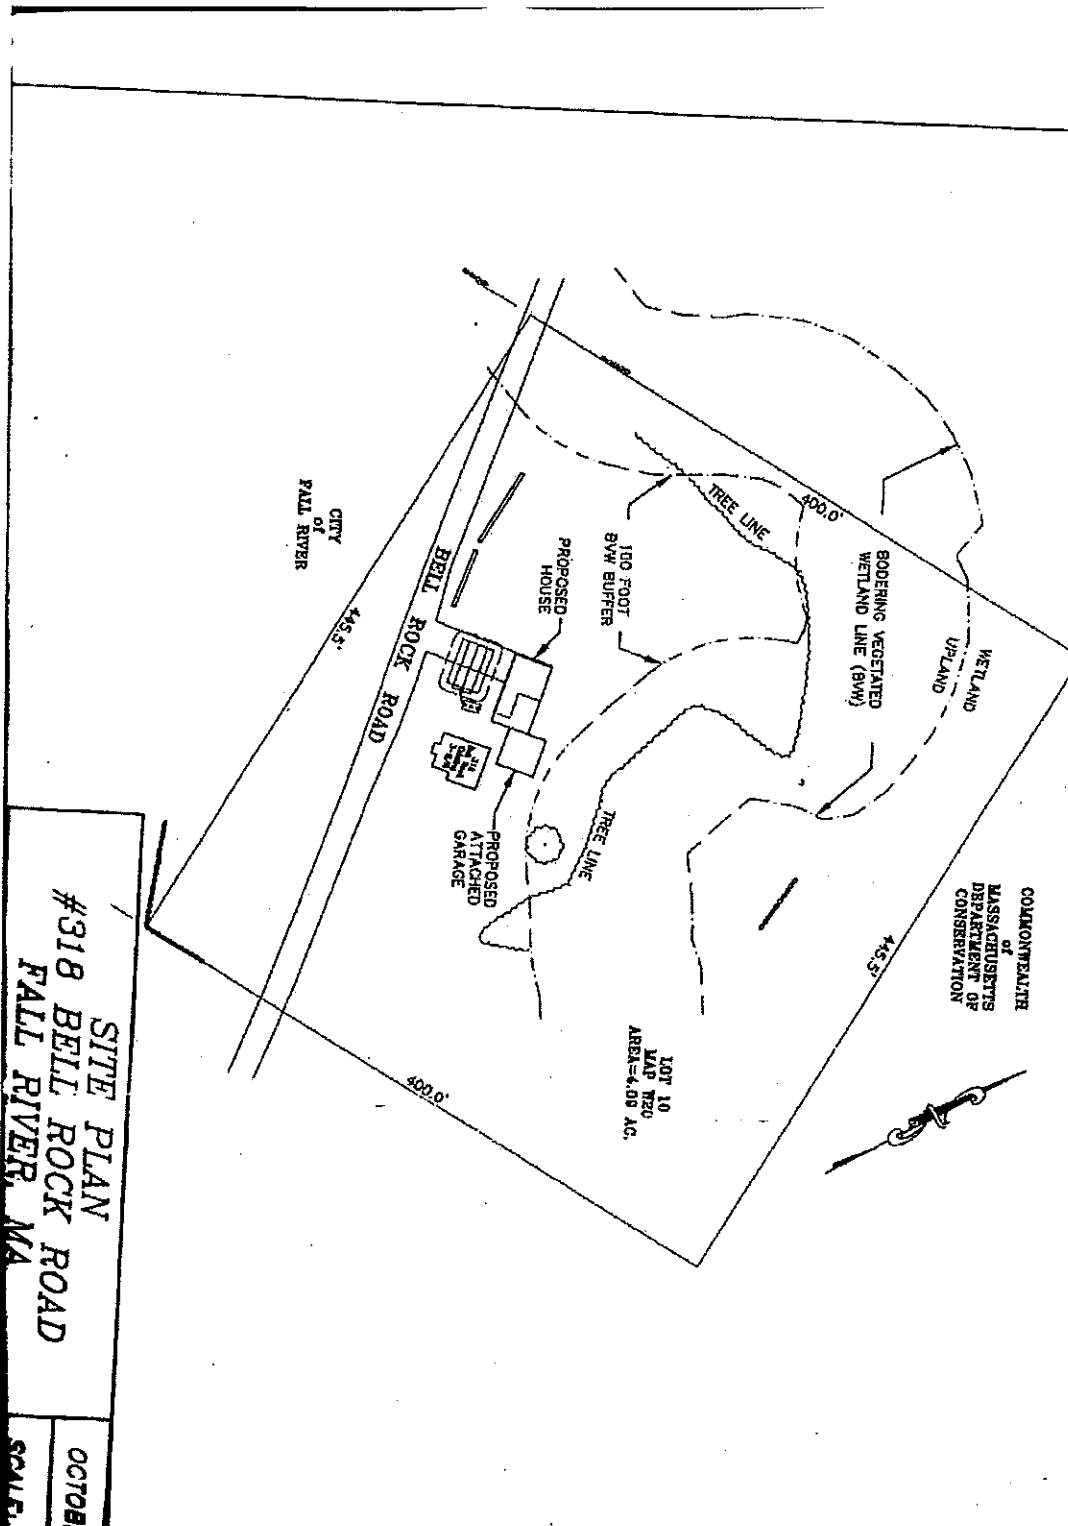 WETLAND
UPLAND
BODERING VEGETATED
WETLAND LINE (BVW)
COMMONWEALTH
of
MASSACHUSETTS
DEPARTMENT OF
CONSERVATION
400.0'
TREE LINE
100 FOOT
BVW BUFFER
PROPOSED
HOUSE
445.5'
LOT 10
MAP W20
AREA=4.09 AC.
TREE LINE
PROPOSED
ATTACHED
GARAGE
BELL ROCK ROAD
CITY
of
FALL RIVER
445.5'
400.0'
SITE PLAN
#318 BELL ROCK ROAD
FALL RIVER, MA
OCTOB
SCALE: